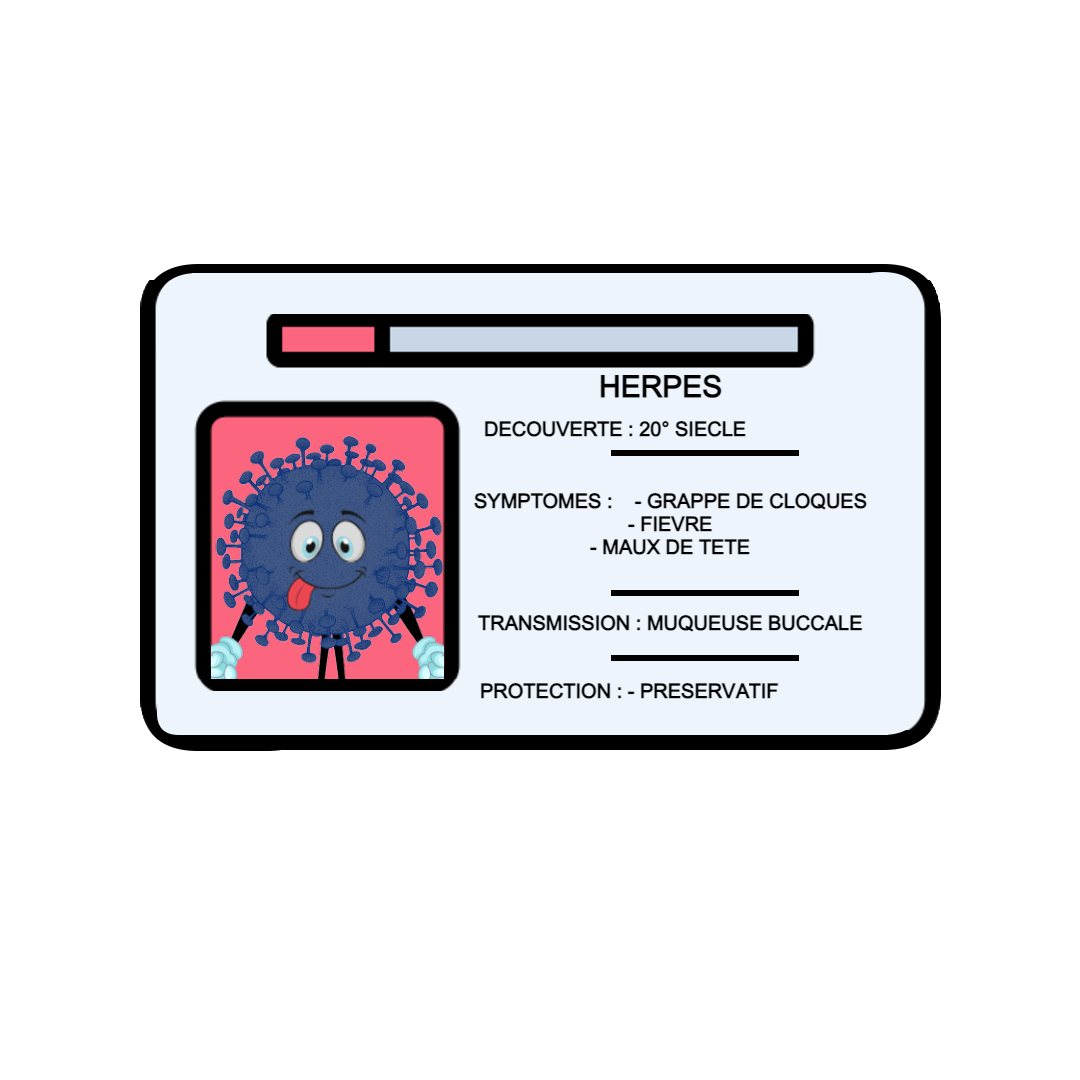 HERPES
DECOUVERTE : 20° SIECLE
SYMPTOMES : - GRAPPE DE CLOQUES
- FIEVRE
- MAUX DE TETE
TRANSMISSION : MUQUEUSE BUCCALE
PROTECTION : - PRESERVATIF